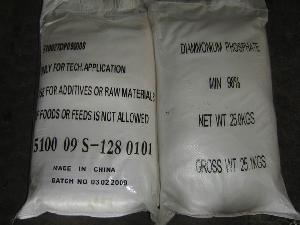 ONLY FOR TECH.APPLICATION
USE FOR ADDITIVES OR RAW MATERIALS
FOODS OR FEEDS IS NOT ALLOWED
5100 09 S-128 0101
MADE IN CHINA
BATCH NO 03022009
DIAMMONIUM PHOSPHATE
MIN 98%
NET WT 25.0KGS
GROSS WT 25.1KGS